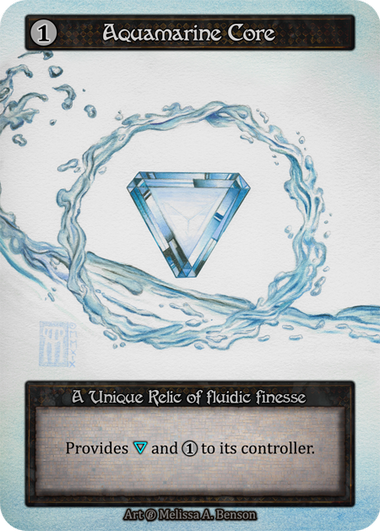 1 Aquamarine Core
A Unique Relic of fluidic finesse
Provides ▽ and ① to its controller.
Art @ Melissa A. Benson